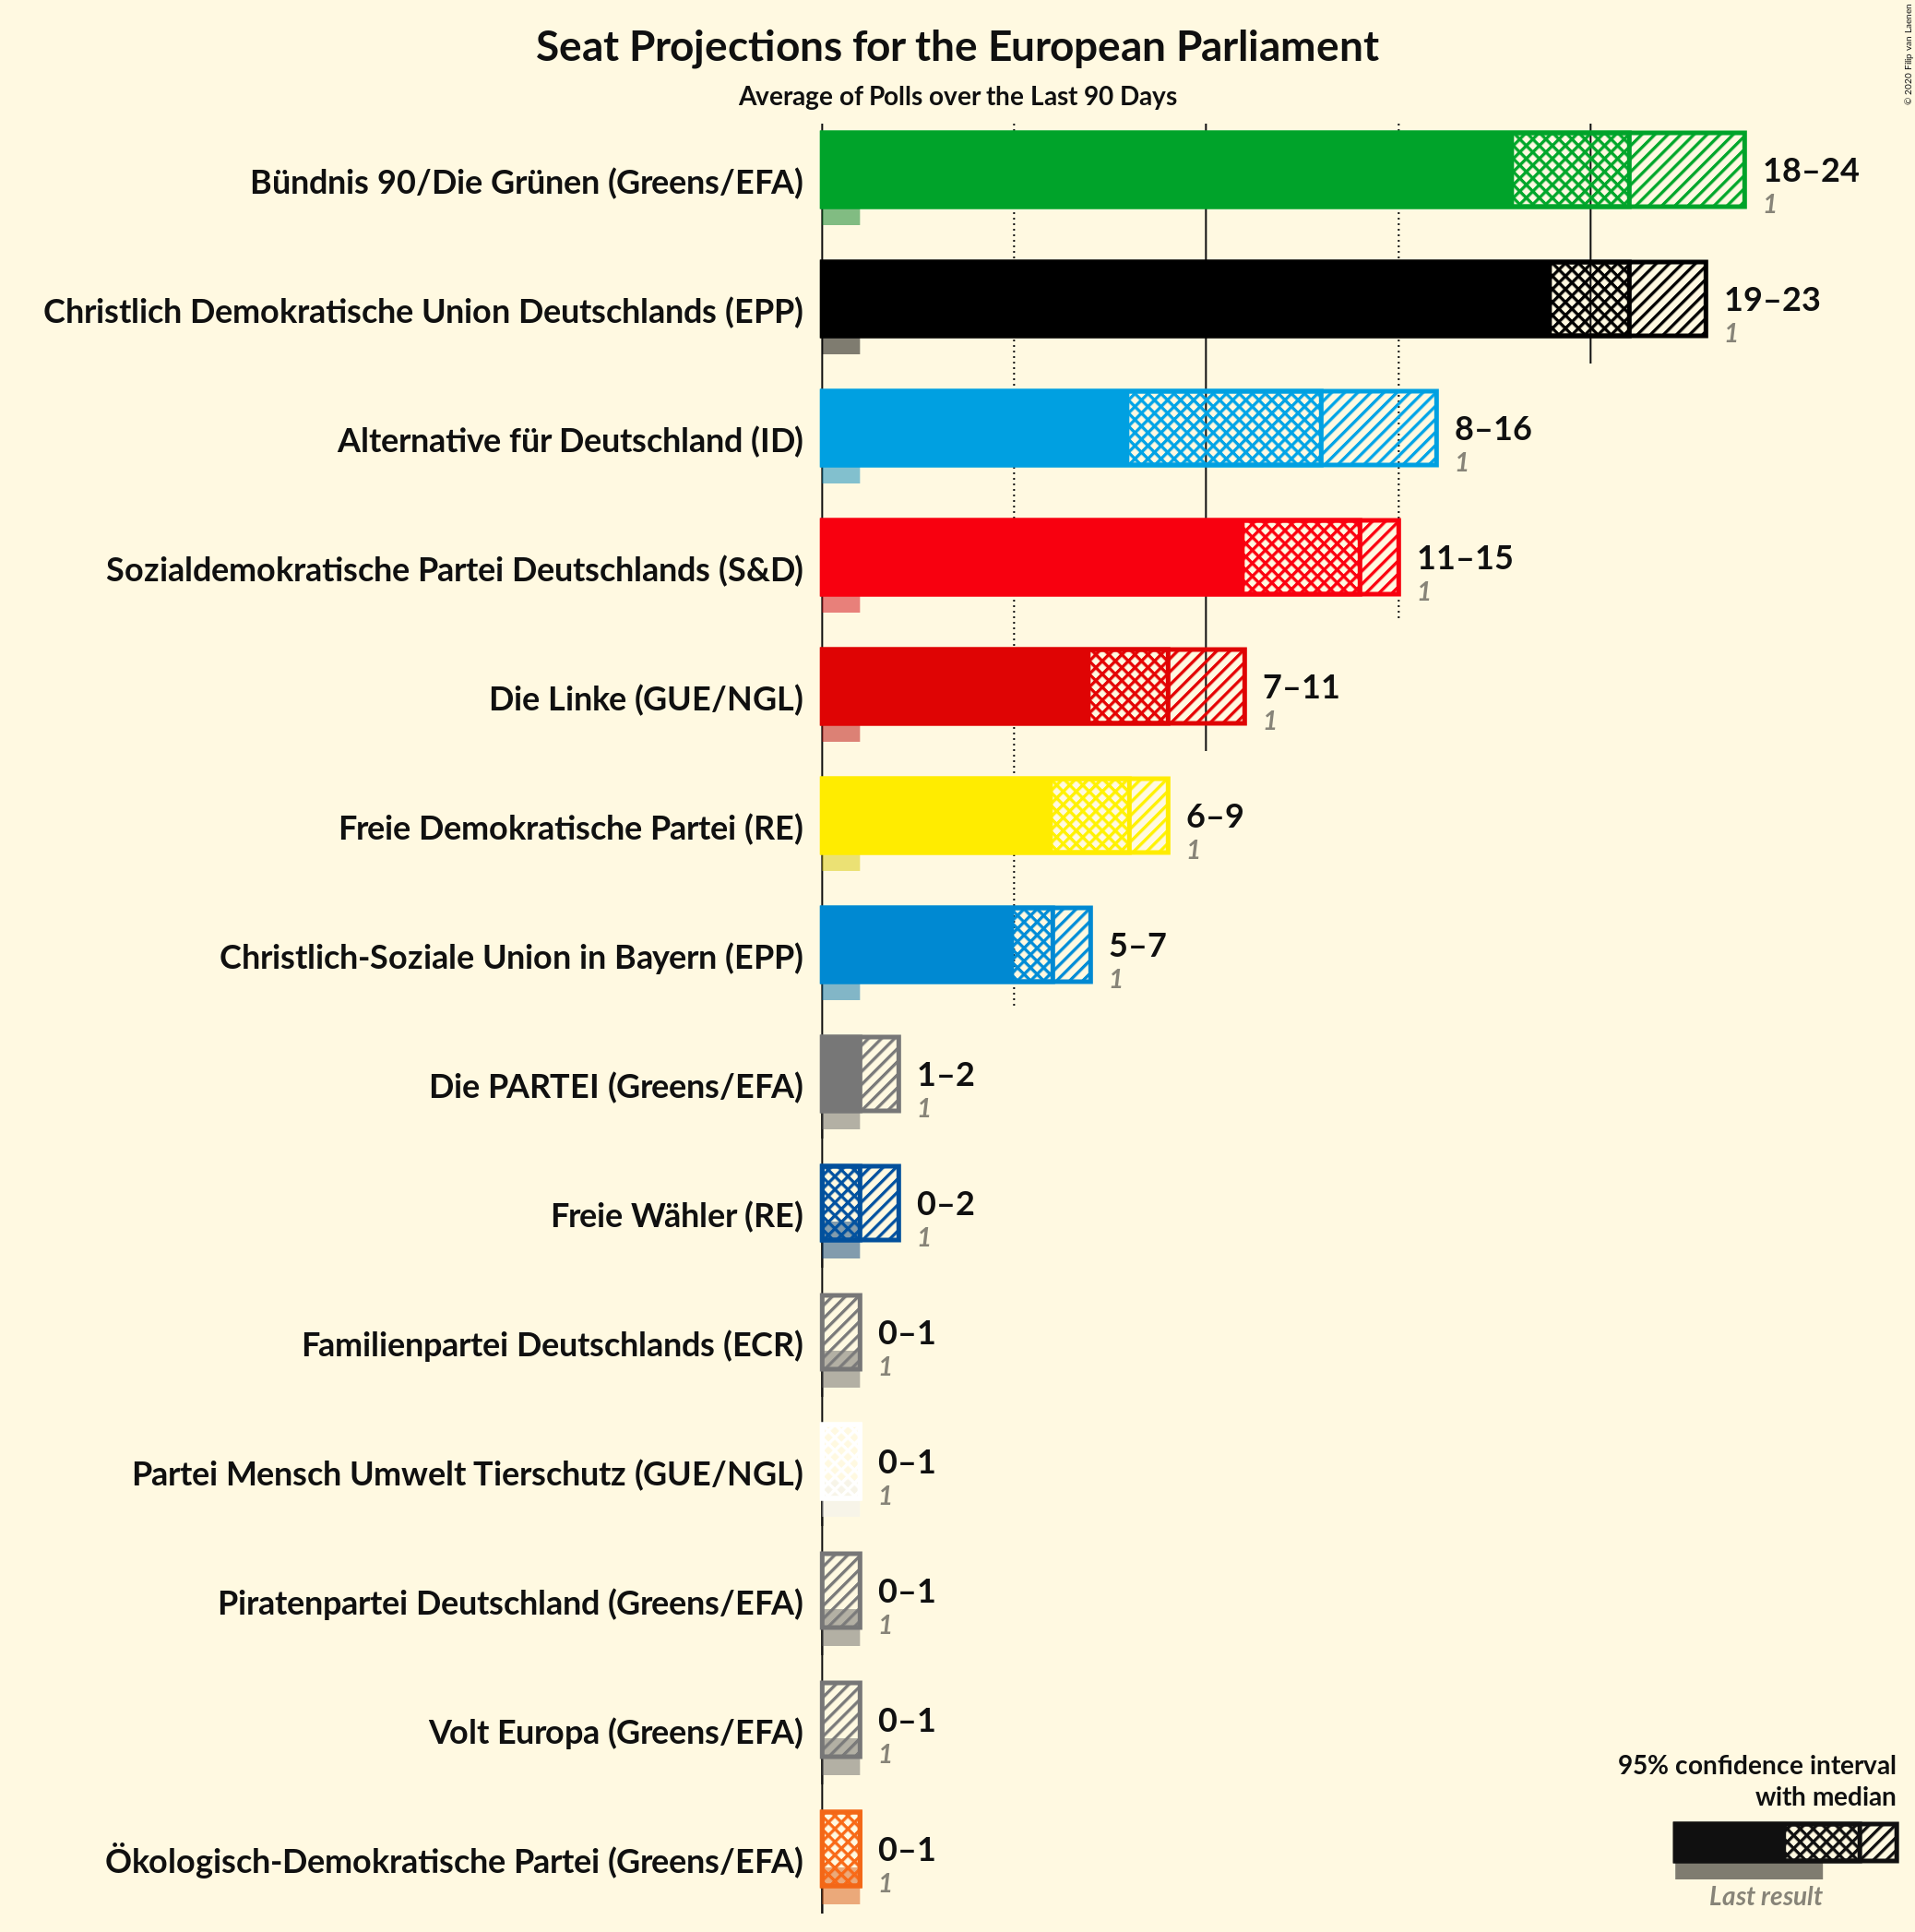 Seat Projections for the European Parliament
Average of Polls over the Last 90 Days
© 2020 Filip van Laenen
Bündnis 90/Die Grünen (Greens/EFA)
18–24
1
Christlich Demokratische Union Deutschlands (EPP)
19–23
1
Alternative für Deutschland (ID)
8–16
1
Sozialdemokratische Partei Deutschlands (S&D)
11–15
1
Die Linke (GUE/NGL)
7–11
1
Freie Demokratische Partei (RE)
6–9
1
Christlich-Soziale Union in Bayern (EPP)
5–7
1
Die PARTEI (Greens/EFA)
1–2
1
Freie Wähler (RE)
0–2
1
Familienpartei Deutschlands (ECR)
0–1
1
Partei Mensch Umwelt Tierschutz (GUE/NGL)
0–1
1
Piratenpartei Deutschland (Greens/EFA)
0–1
1
Volt Europa (Greens/EFA)
0–1
1
Ökologisch-Demokratische Partei (Greens/EFA)
0–1
1
95% confidence interval
with median
Last result